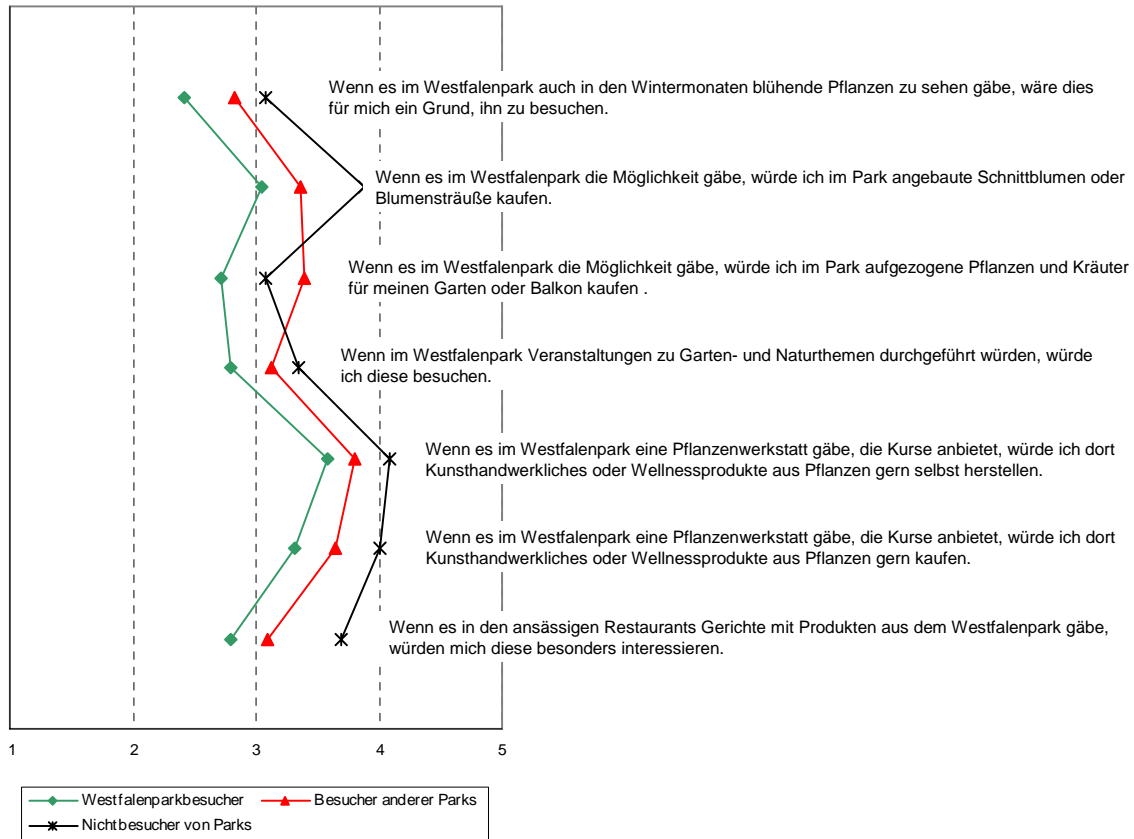 Wenn es im Westfalenpark auch in den Wintermonaten blühende Pflanzen zu sehen gäbe, wäre dies
für mich ein Grund, ihn zu besuchen.
Wenn es im Westfalenpark die Möglichkeit gäbe, würde ich im Park angebaute Schnittblumen oder
Blumensträuße kaufen.
Wenn es im Westfalenpark die Möglichkeit gäbe, würde ich im Park aufgezogene Pflanzen und Kräuter
für meinen Garten oder Balkon kaufen .
Wenn im Westfalenpark Veranstaltungen zu Garten- und Naturthemen durchgeführt würden, würde
ich diese besuchen.
Wenn es im Westfalenpark eine Pflanzenwerkstatt gäbe, die Kurse anbietet, würde ich dort
Kunsthandwerkliches oder Wellnessprodukte aus Pflanzen gern selbst herstellen.
Wenn es im Westfalenpark eine Pflanzenwerkstatt gäbe, die Kurse anbietet, würde ich dort
Kunsthandwerkliches oder Wellnessprodukte aus Pflanzen gern kaufen.
Wenn es in den ansässigen Restaurants Gerichte mit Produkten aus dem Westfalenpark gäbe,
würden mich diese besonders interessieren.
1 2 3 4 5
Westfalenparkbesucher Besucher anderer Parks
Nichtbesucher von Parks